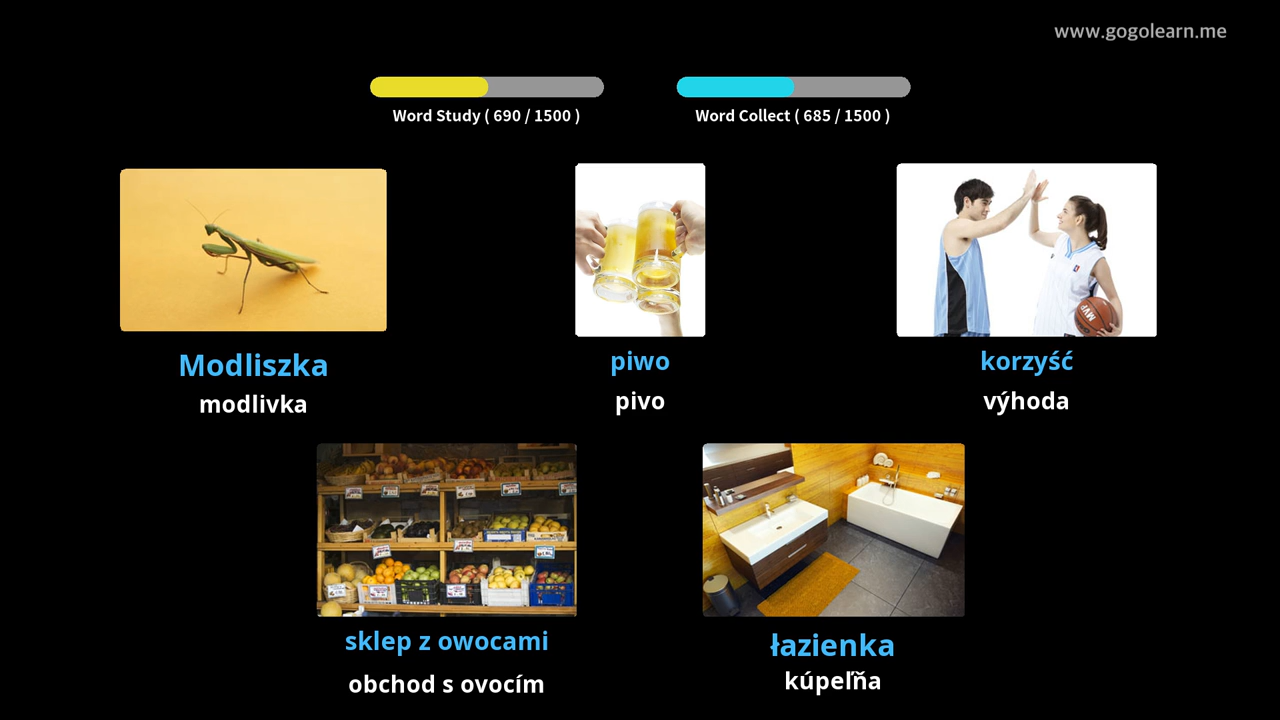 www.gogolearn.me
Word Study ( 690 / 1500 )
Word Collect ( 685 / 1500 )
MVP
Modliszka
piwo
korzyść
modlivka
pivo
výhoda
sklep z owocami
łazienka
obchod s ovocím
kúpeľňa